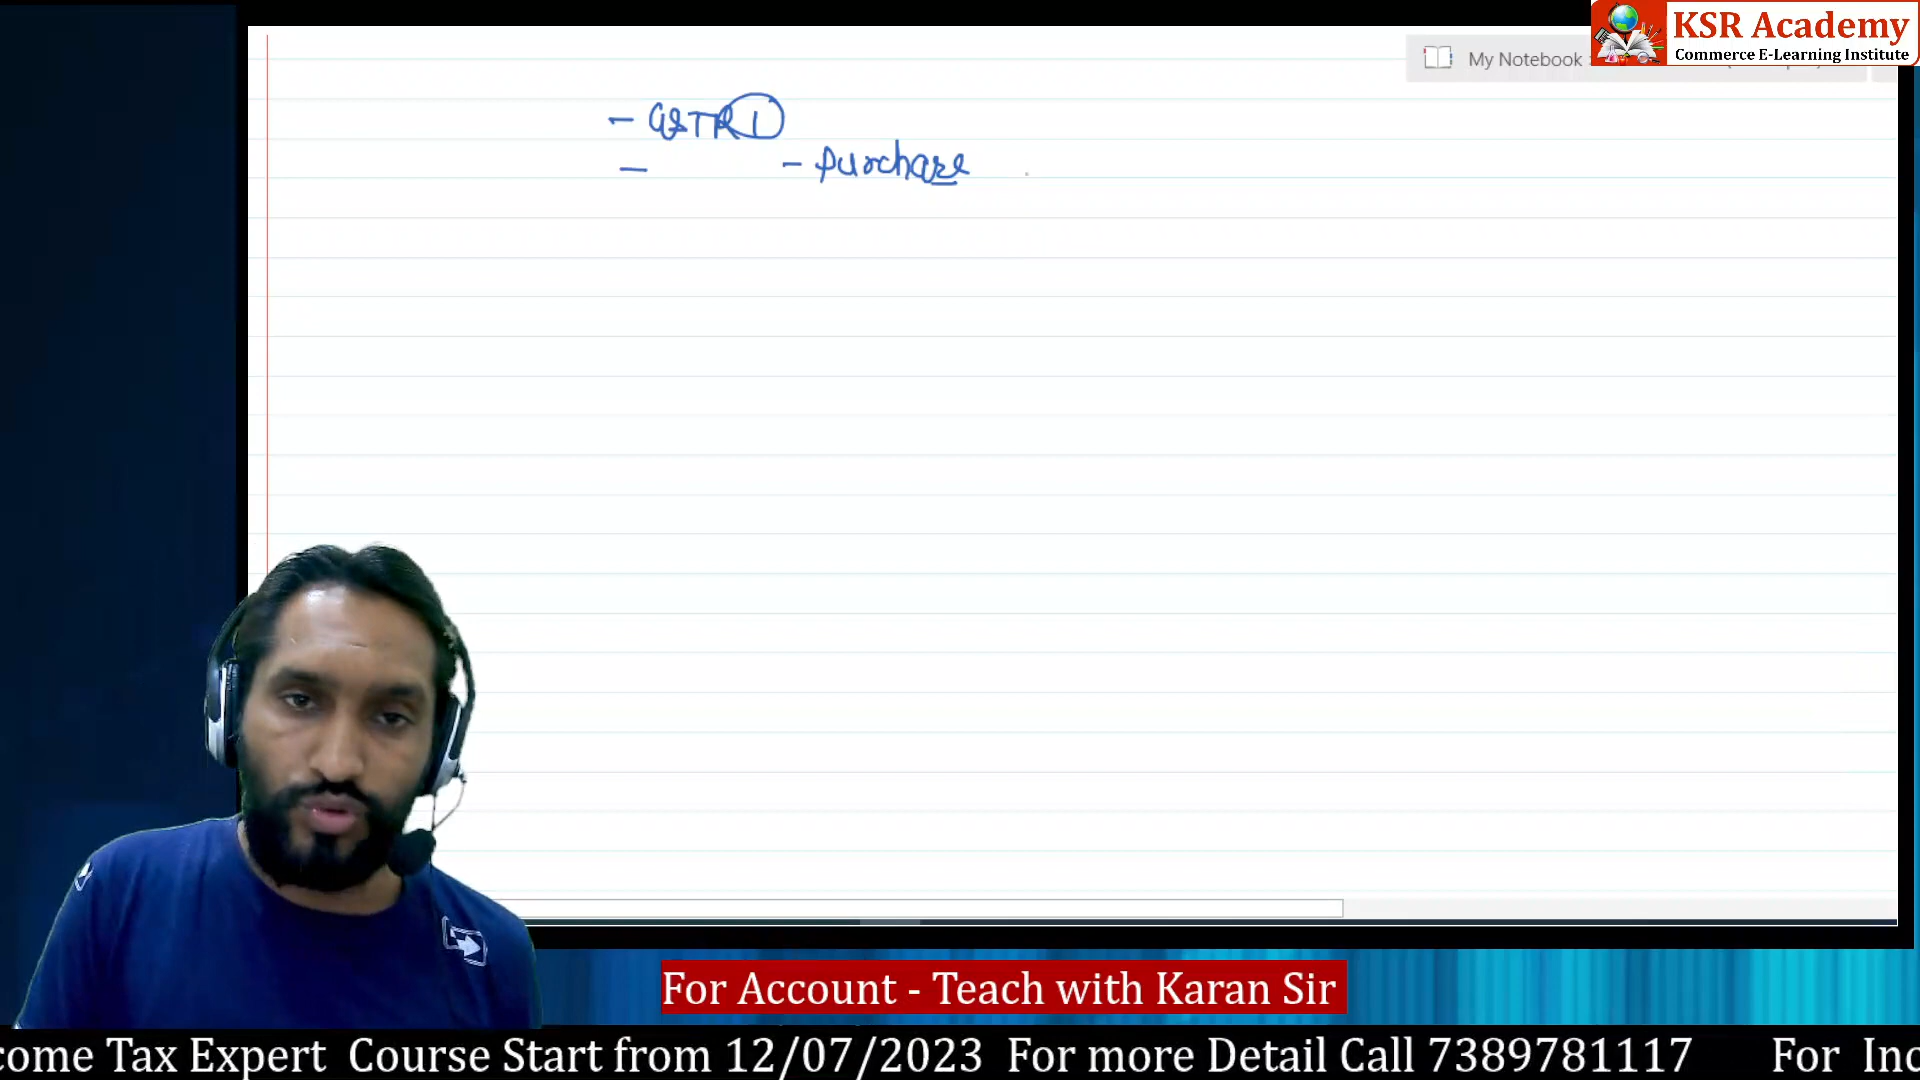 KSR Academy
Commerce E-Learning Institute
My Notebook
- GSTR 1
- - Purchase
For Account - Teach with Karan Sir
come Tax Expert Course Start from 12/07/2023 For more Detail Call 7389781117 For Inc